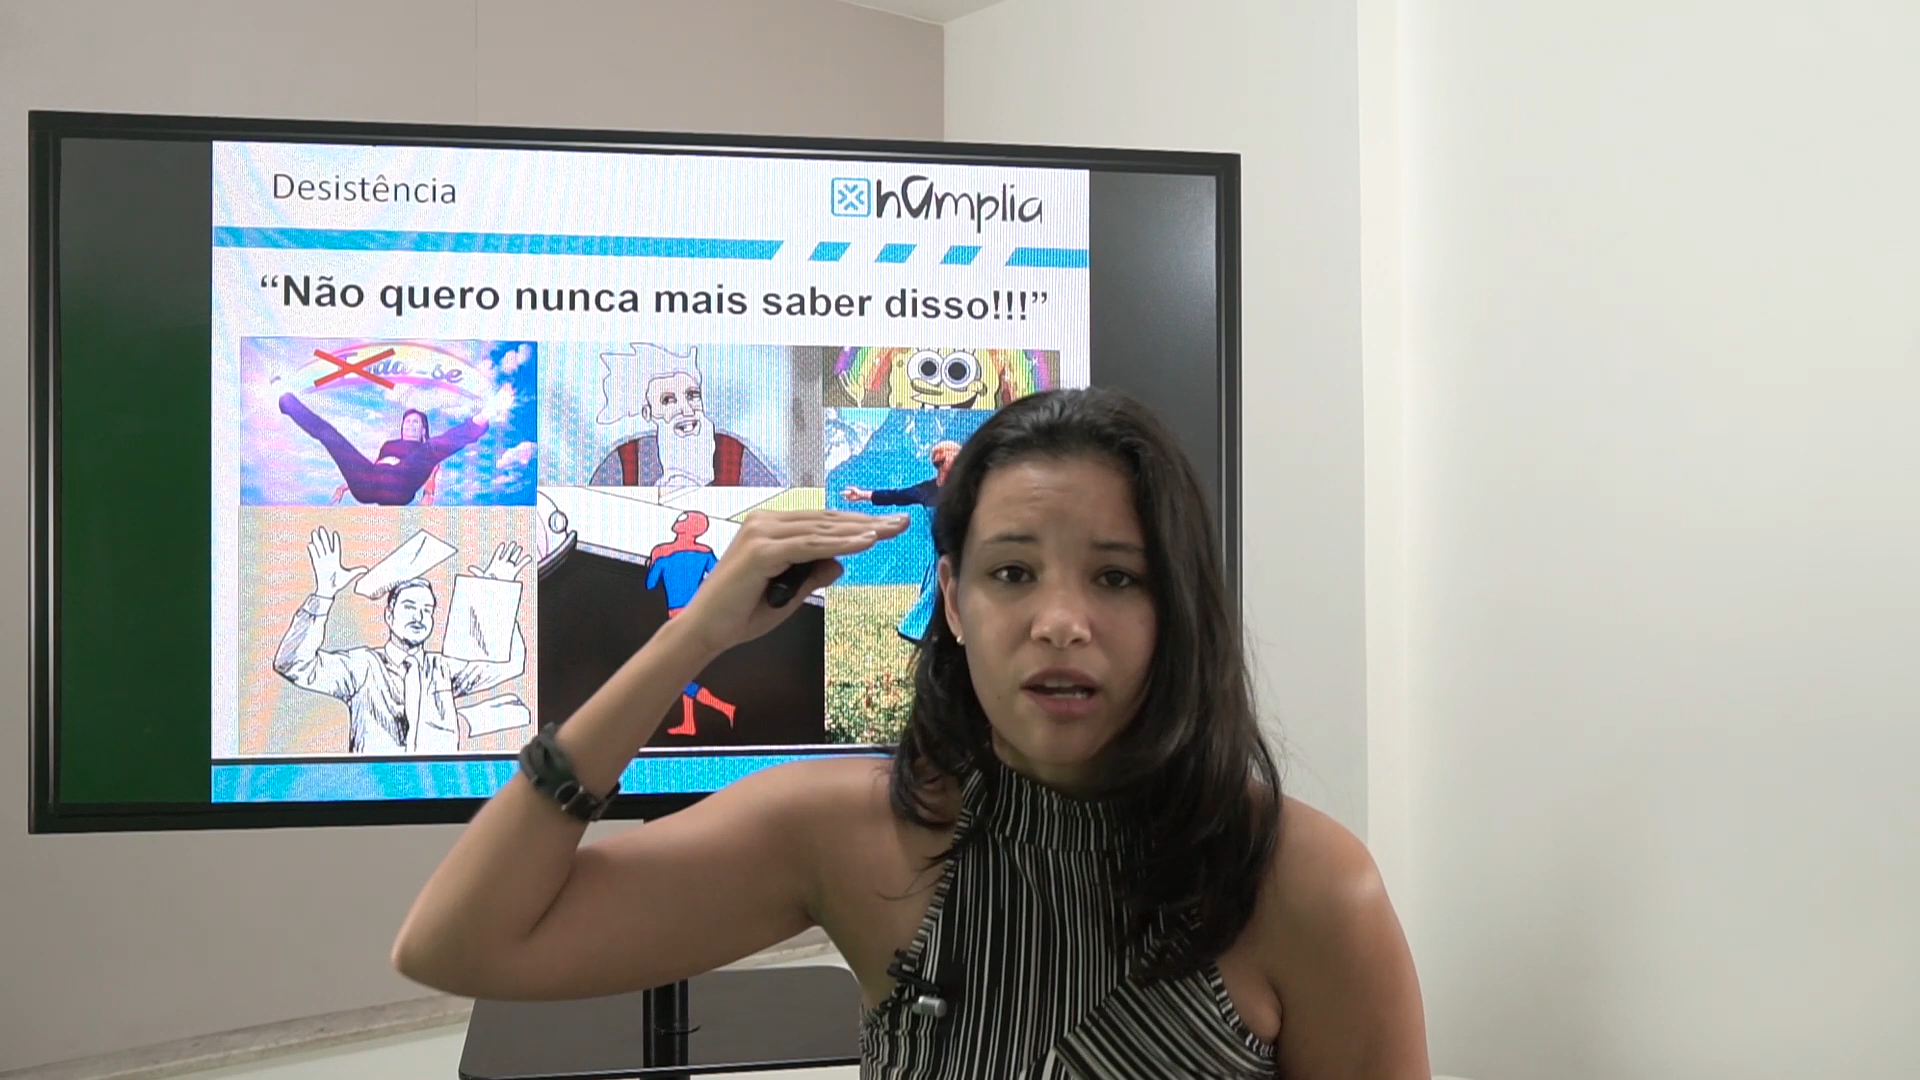 Desistência
hamplia
“Não quero nunca mais saber disso!!!”